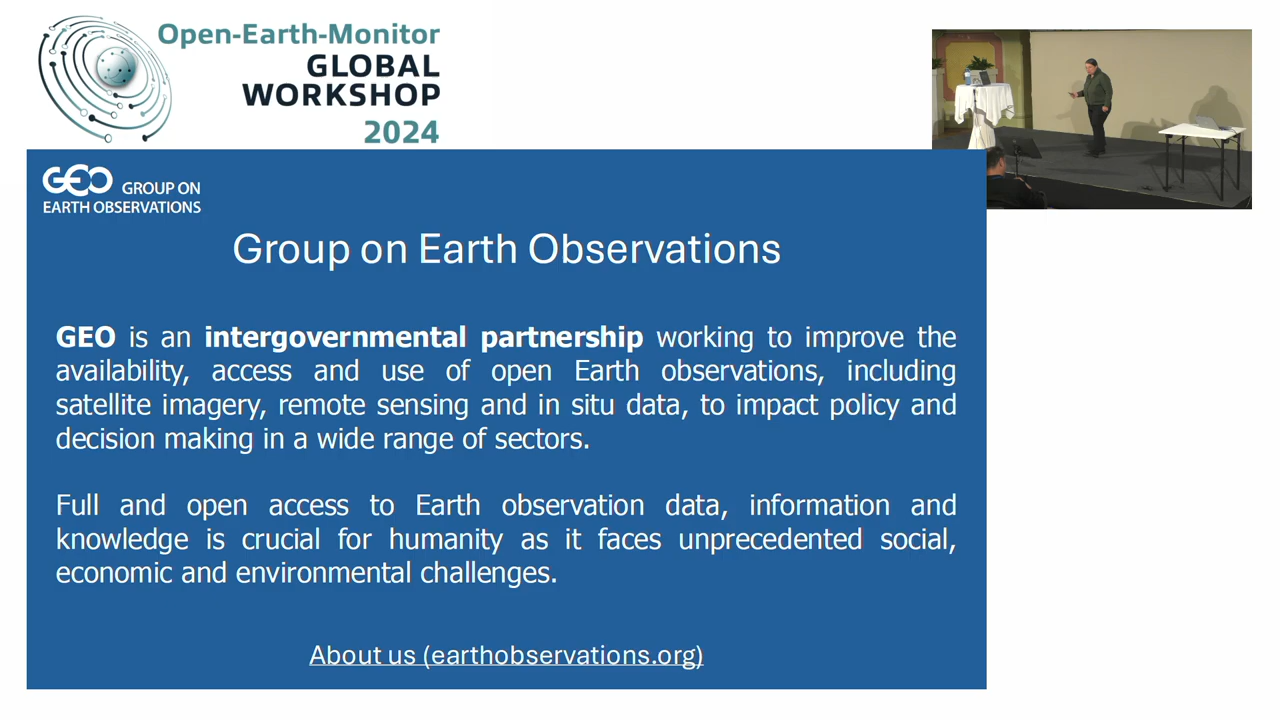 Open-Earth-Monitor
GLOBAL
WORKSHOP
2024
GEO GROUP ON
EARTH OBSERVATIONS
Group on Earth Observations
GEO is an intergovernmental partnership working to improve the
availability, access and use of open Earth observations, including
satellite imagery, remote sensing and in situ data, to impact policy and
decision making in a wide range of sectors.
Full and open access to Earth observation data, information and
knowledge is crucial for humanity as it faces unprecedented social,
economic and environmental challenges.
About us (earthobservations.org)